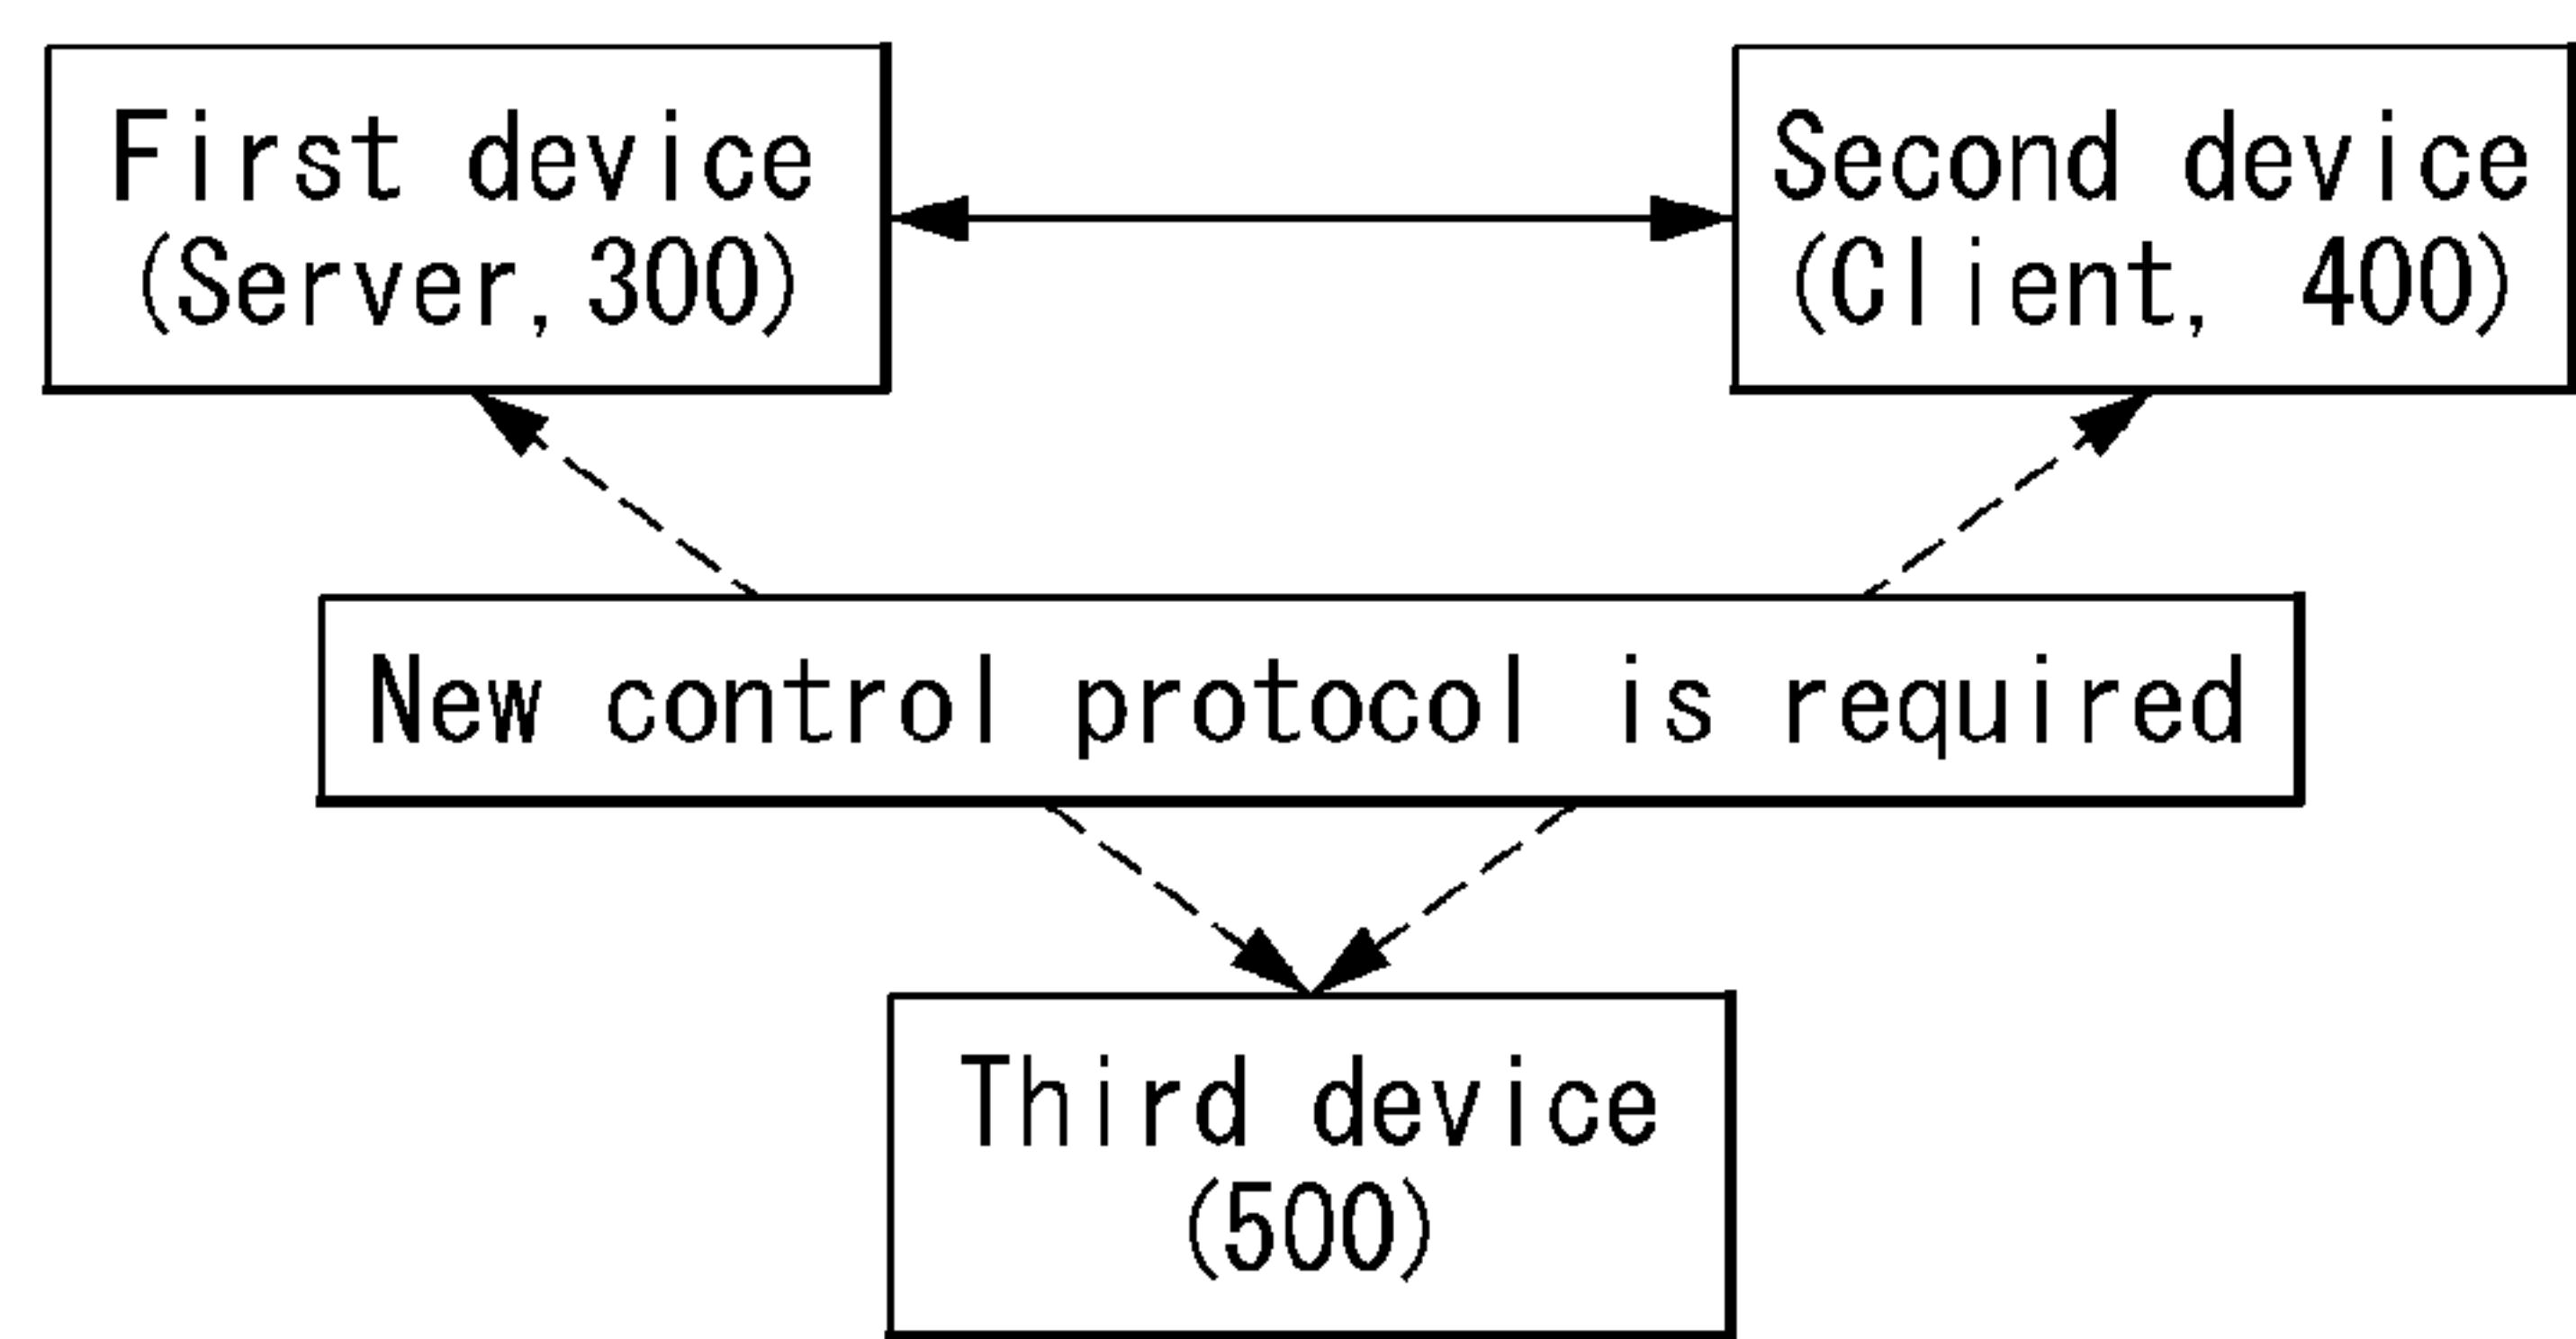 First device
(Server, 300)
Second device
(Client, 400)
New control protocol is required
Third device
(500)